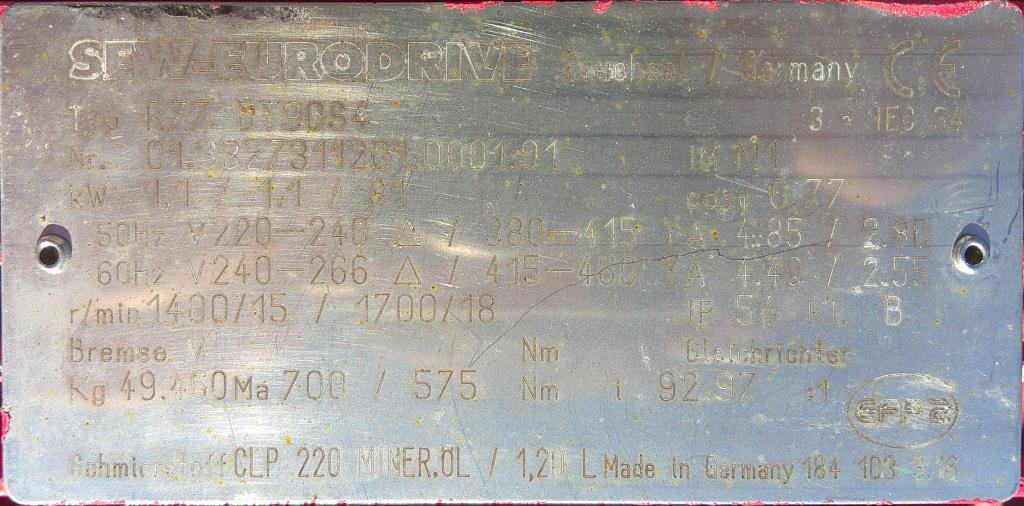 SEW-EURODRIVE Bruchsal / Germany CE
Typ R77 DT90S4 3 ~ IEC 34
Nr. 01.3327311201.0001.01 IM M1
kW 1.1 / 1.1 / S1 cosφ 0.77
50Hz V 220-240 Δ / 380-415 Y A 4.85 / 2.80
60Hz V 240-266 Δ / 415-460 Y A 4.40 / 2.55
r/min 1400/15 / 1700/18 IP 54 Kl. B
Bremse V Nm Gleichrichter
Kg 49.460 Ma 700 / 575 Nm i 92.97 :1
EFF 2
Schmierstoff CLP 220 MINER.ÖL / 1,20 L Made in Germany 184 103